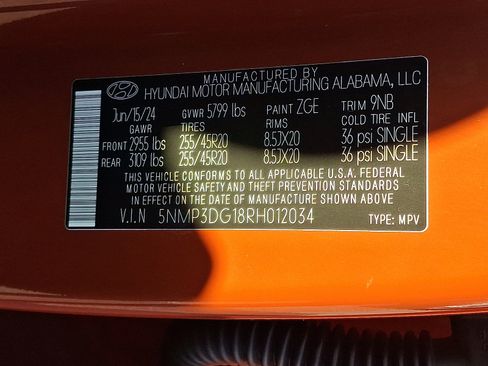 MANUFACTURED BY
HYUNDAI MOTOR MANUFACTURING ALABAMA, LLC
Jun/15/24 GVWR 5799 lbs PAINT ZGE TRIM 9NB
GAWR TIRES RIMS COLD TIRE INFL
FRONT 2955 lbs 255/45R20 8.5JX20 36 psi SINGLE
REAR 3109 lbs 255/45R20 8.5JX20 36 psi SINGLE
THIS VEHICLE CONFORMS TO ALL APPLICABLE U.S.A. FEDERAL
MOTOR VEHICLE SAFETY AND THEFT PREVENTION STANDARDS
IN EFFECT ON THE DATE OF MANUFACTURE SHOWN ABOVE
V.I.N 5NMP3DG18RH012034 TYPE: MPV